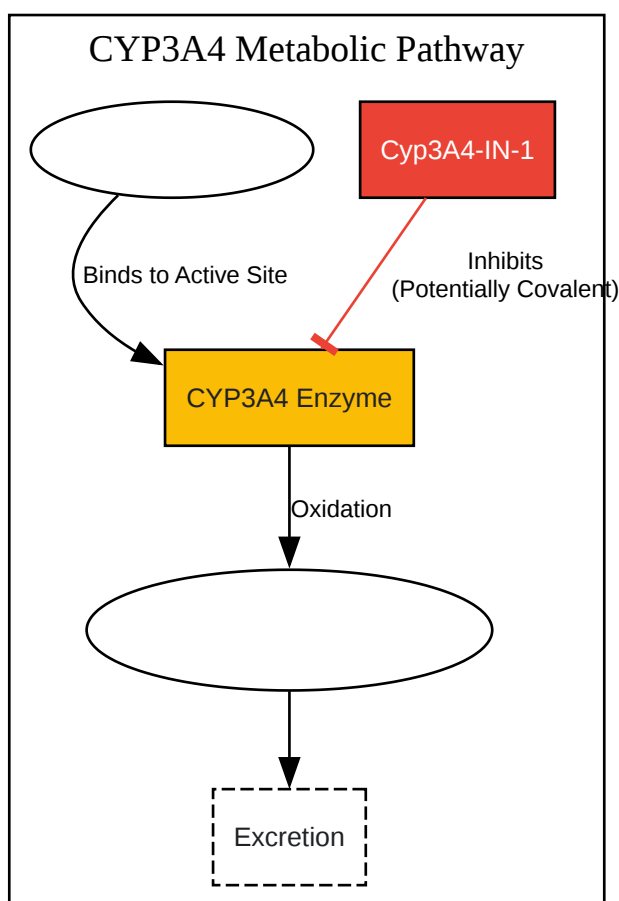 CYP3A4 Metabolic Pathway
Cyp3A4-IN-1
Binds to Active Site
Inhibits
(Potentially Covalent)
CYP3A4 Enzyme
Oxidation
Excretion